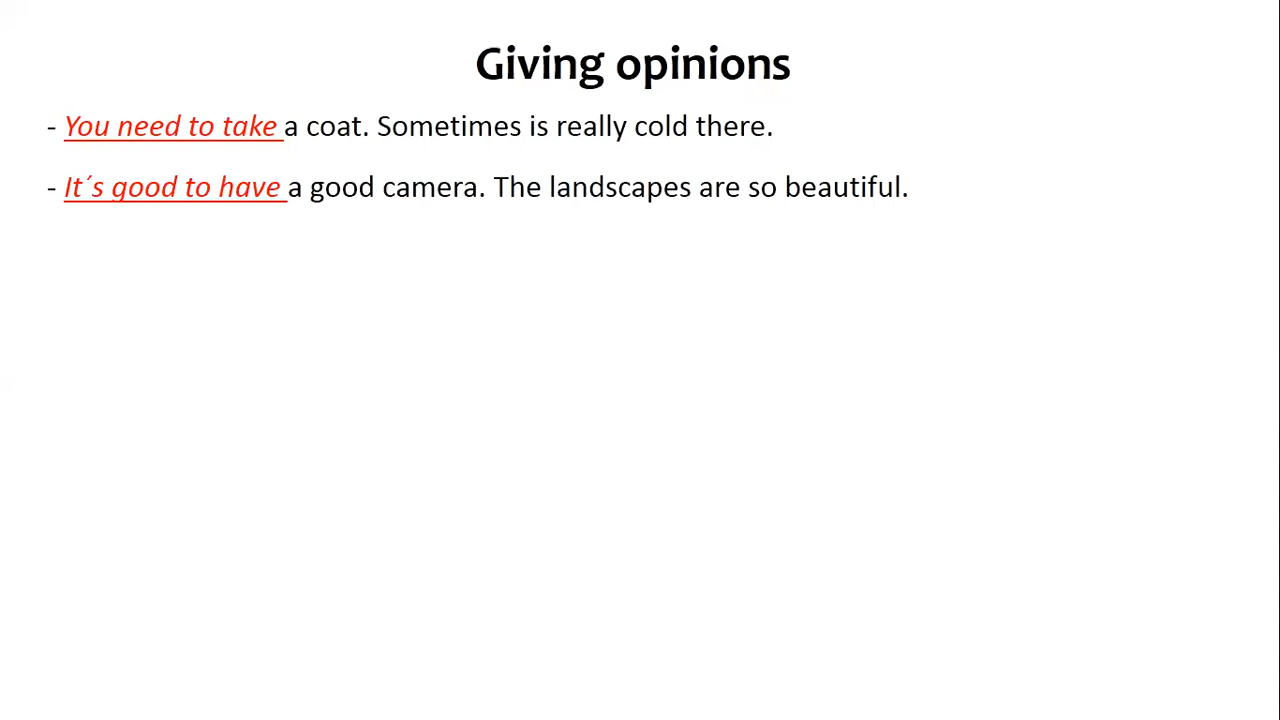 Giving opinions
- You need to take a coat. Sometimes is really cold there.
- It´s good to have a good camera. The landscapes are so beautiful.